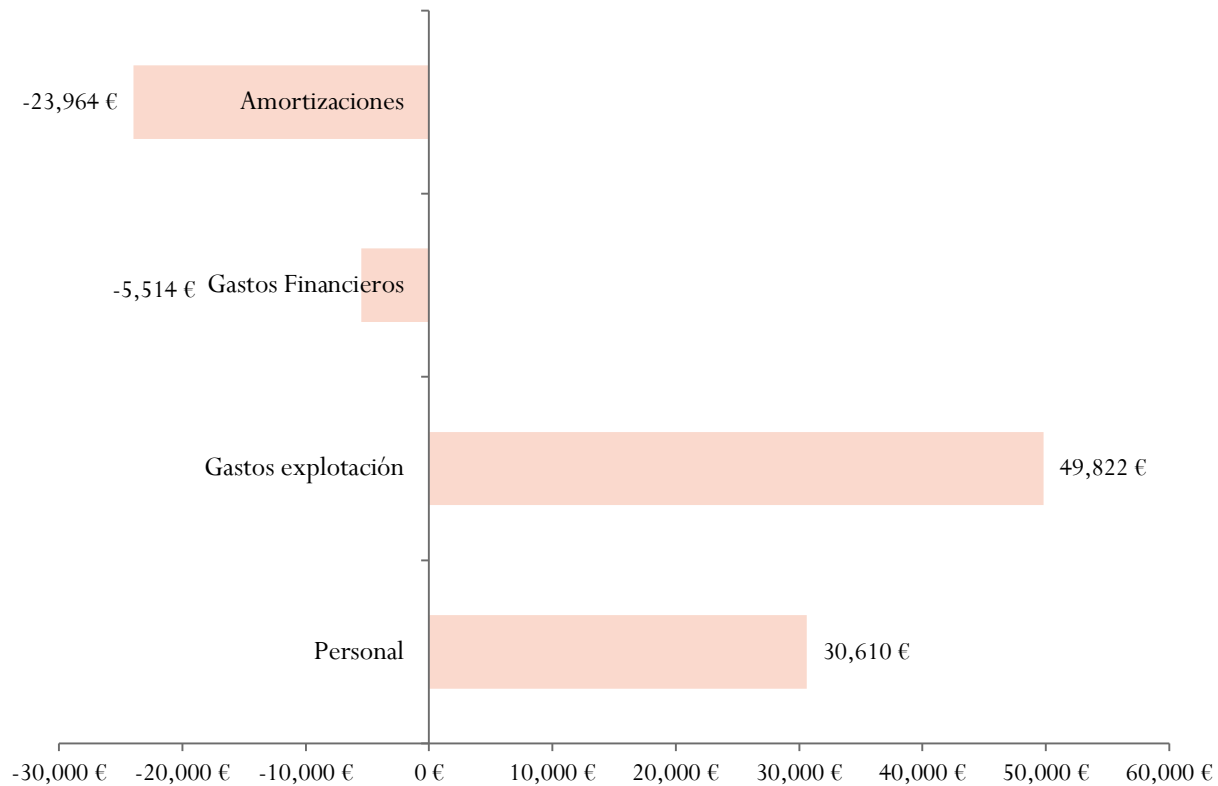 -23,964 € Amortizaciones
-5,514 € Gastos Financieros
Gastos explotación 49,822 €
Personal 30,610 €
-30,000 € -20,000 € -10,000 € 0 € 10,000 € 20,000 € 30,000 € 40,000 € 50,000 € 60,000 €